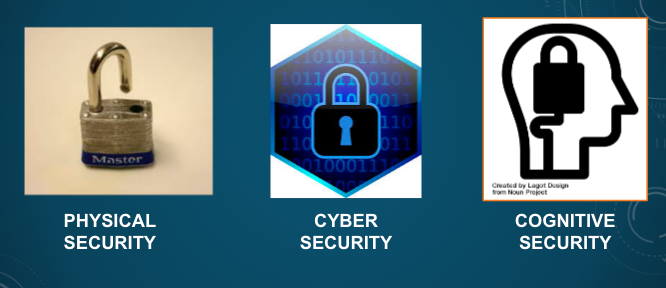 Master
PHYSICAL
SECURITY
CYBER
SECURITY
Created by Lagot Design
from Noun Project
COGNITIVE
SECURITY